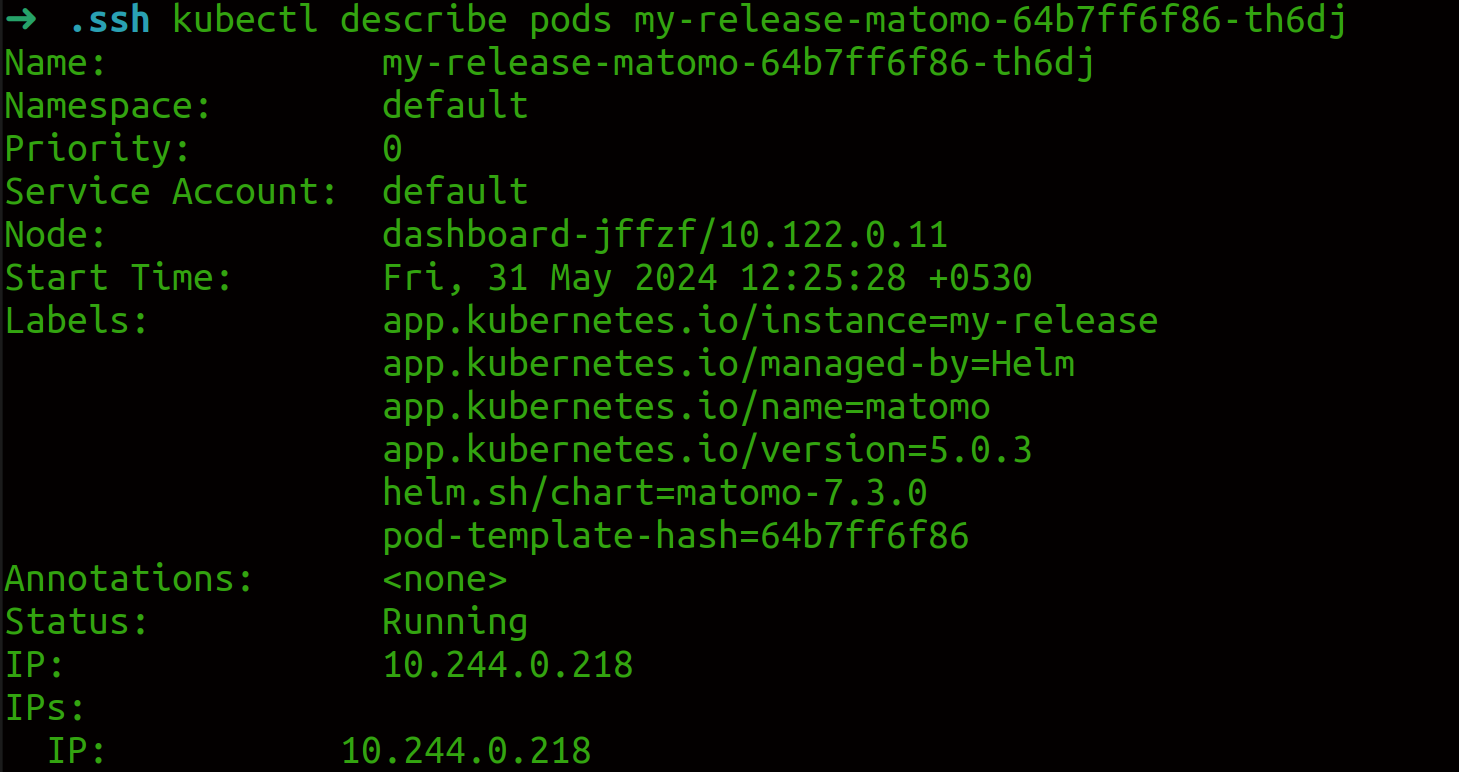 ➜ .ssh kubectl describe pods my-release-matomo-64b7ff6f86-th6dj
Name:             my-release-matomo-64b7ff6f86-th6dj
Namespace:        default
Priority:         0
Service Account:  default
Node:             dashboard-jffzf/10.122.0.11
Start Time:       Fri, 31 May 2024 12:25:28 +0530
Labels:           app.kubernetes.io/instance=my-release
                  app.kubernetes.io/managed-by=Helm
                  app.kubernetes.io/name=matomo
                  app.kubernetes.io/version=5.0.3
                  helm.sh/chart=matomo-7.3.0
                  pod-template-hash=64b7ff6f86
Annotations:      <none>
Status:           Running
IP:               10.244.0.218
IPs:
  IP:           10.244.0.218